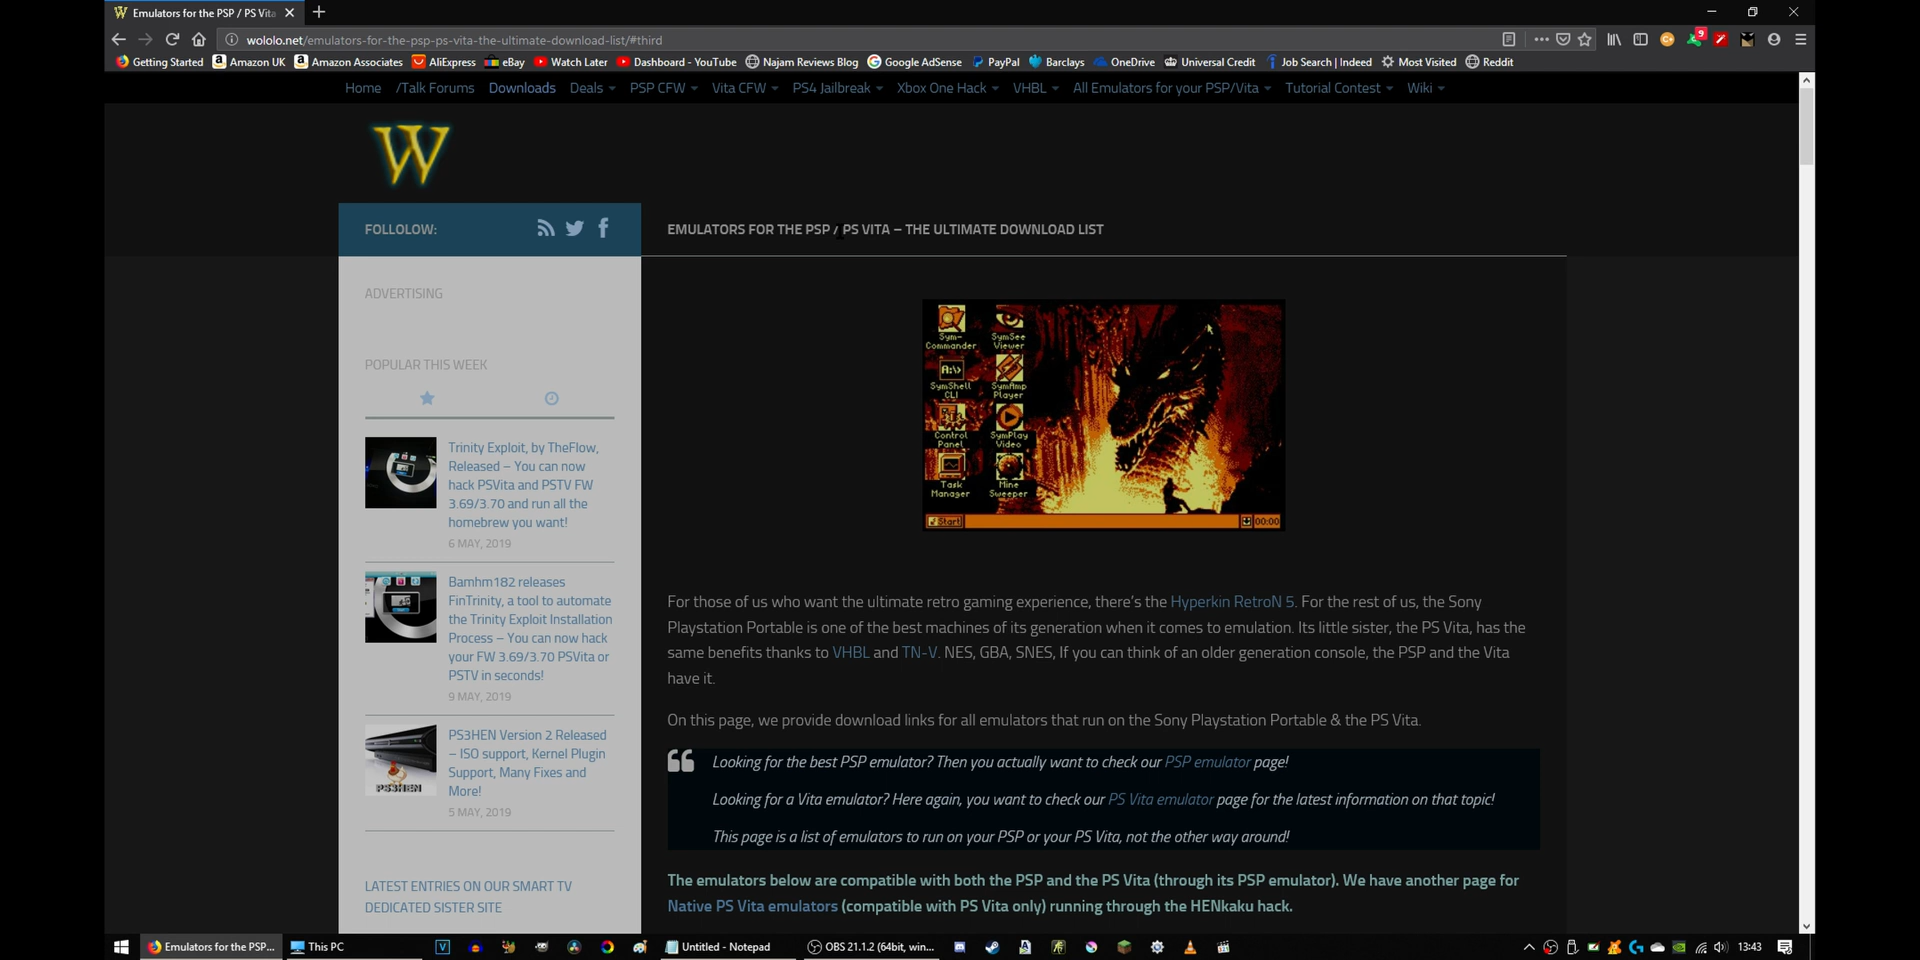 Emulators for the PSP / PS Vita
wololo.net/emulators-for-the-psp-ps-vita-the-ultimate-download-list/#third
9
Getting Started Amazon UK Amazon Associates AliExpress eBay Watch Later Dashboard - YouTube Najam Reviews Blog Google AdSense PayPal Barclays OneDrive Universal Credit Job Search | Indeed Most Visited Reddit
Home /Talk Forums Downloads Deals PSP CFW Vita CFW PS4 Jailbreak Xbox One Hack VHBL All Emulators for your PSP/Vita Tutorial Contest Wiki
W
FOLLOLOW:
EMULATORS FOR THE PSP / PS VITA – THE ULTIMATE DOWNLOAD LIST
ADVERTISING
POPULAR THIS WEEK
Trinity Exploit, by TheFlow,
Released – You can now
hack PSVita and PSTV FW
3.69/3.70 and run all the
homebrew you want!
6 MAY, 2019
Bamhm182 releases
FinTrinity, a tool to automate
the Trinity Exploit Installation
Process – You can now hack
your FW 3.69/3.70 PSVita or
PSTV in seconds!
9 MAY, 2019
PS3HEN
PS3HEN Version 2 Released
– ISO support, Kernel Plugin
Support, Many Fixes and
More!
5 MAY, 2019
LATEST ENTRIES ON OUR SMART TV
DEDICATED SISTER SITE
Sym-
Commander
SymSee
Viewer
A:\>
SymShell
CLI
SymAmp
Player
Control
Panel
SymPlay
Video
Task
Manager
Mine
Sweeper
Start
00:00
For those of us who want the ultimate retro gaming experience, there's the Hyperkin RetroN 5. For the rest of us, the Sony
Playstation Portable is one of the best machines of its generation when it comes to emulation. Its little sister, the PS Vita, has the
same benefits thanks to VHBL and TN-V. NES, GBA, SNES, If you can think of an older generation console, the PSP and the Vita
have it.
On this page, we provide download links for all emulators that run on the Sony Playstation Portable & the PS Vita.
Looking for the best PSP emulator? Then you actually want to check our PSP emulator page!
Looking for a Vita emulator? Here again, you want to check our PS Vita emulator page for the latest information on that topic!
This page is a list of emulators to run on your PSP or your PS Vita, not the other way around!
The emulators below are compatible with both the PSP and the PS Vita (through its PSP emulator). We have another page for
Native PS Vita emulators (compatible with PS Vita only) running through the HENkaku hack.
Emulators for the PSP... This PC Untitled - Notepad OBS 21.1.2 (64bit, win... 13:43